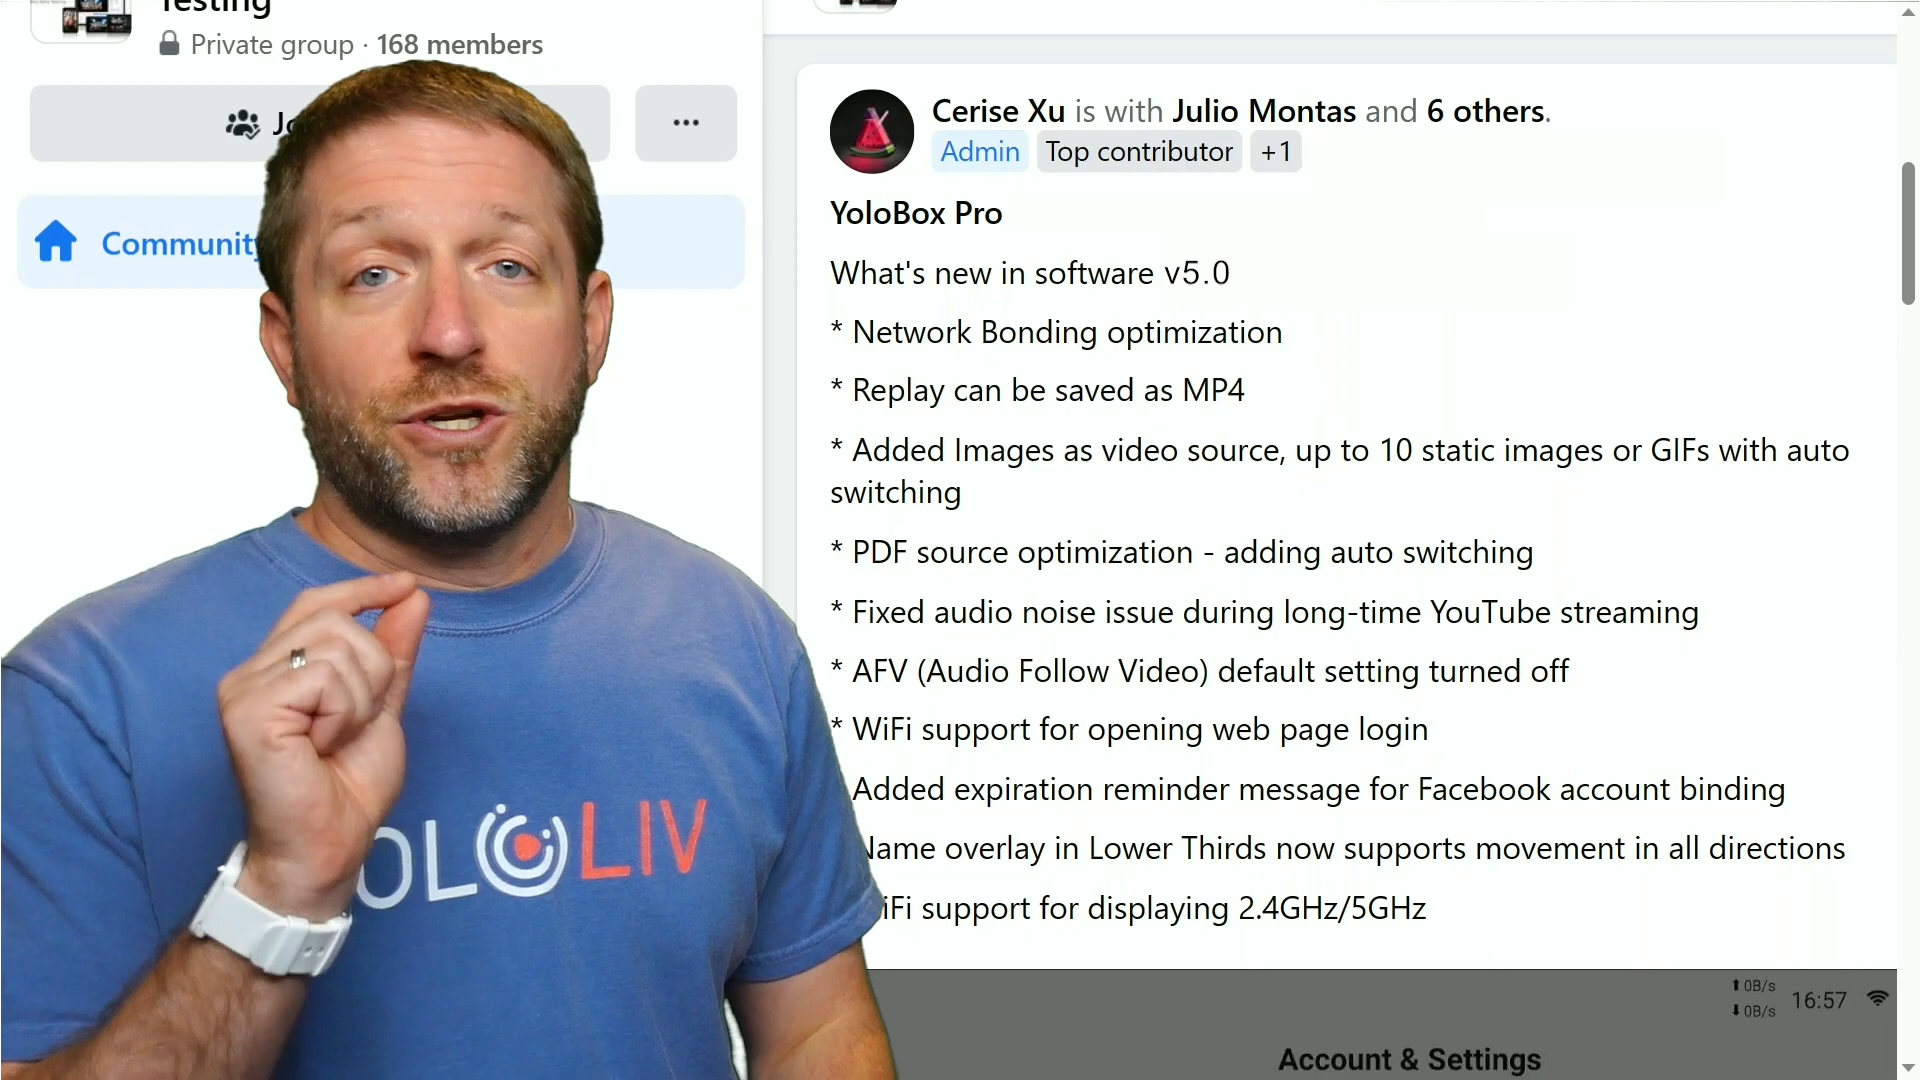 Testing
Private group · 168 members
Community
Cerise Xu is with Julio Montas and 6 others.
Admin Top contributor +1
YoloBox Pro
What's new in software v5.0
* Network Bonding optimization
* Replay can be saved as MP4
* Added Images as video source, up to 10 static images or GIFs with auto
switching
* PDF source optimization - adding auto switching
* Fixed audio noise issue during long-time YouTube streaming
* AFV (Audio Follow Video) default setting turned off
* WiFi support for opening web page login
Added expiration reminder message for Facebook account binding
Name overlay in Lower Thirds now supports movement in all directions
iFi support for displaying 2.4GHz/5GHz
OLOLIV
0B/s
0B/s
16:57
Account & Settings